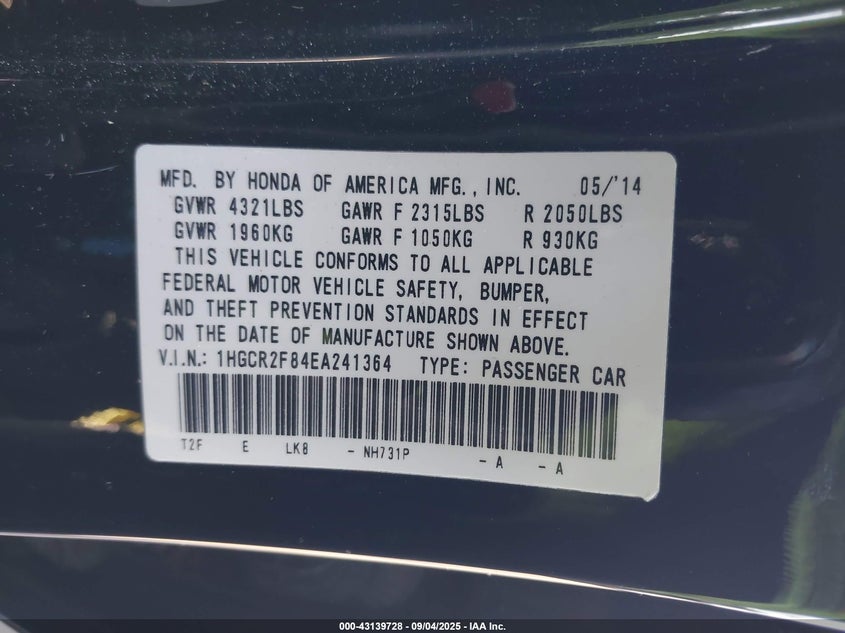 MFD. BY HONDA OF AMERICA MFG., INC. 05/'14
GVWR 4321LBS GAWR F 2315LBS R 2050LBS
GVWR 1960KG GAWR F 1050KG R 930KG
THIS VEHICLE CONFORMS TO ALL APPLICABLE
FEDERAL MOTOR VEHICLE SAFETY, BUMPER,
AND THEFT PREVENTION STANDARDS IN EFFECT
ON THE DATE OF MANUFACTURE SHOWN ABOVE.
V.I.N.: 1HGCR2F84EA241364 TYPE: PASSENGER CAR
T2F E LK8 - NH731P - A - A
000-43139728 - 09/04/2025 - IAA Inc.